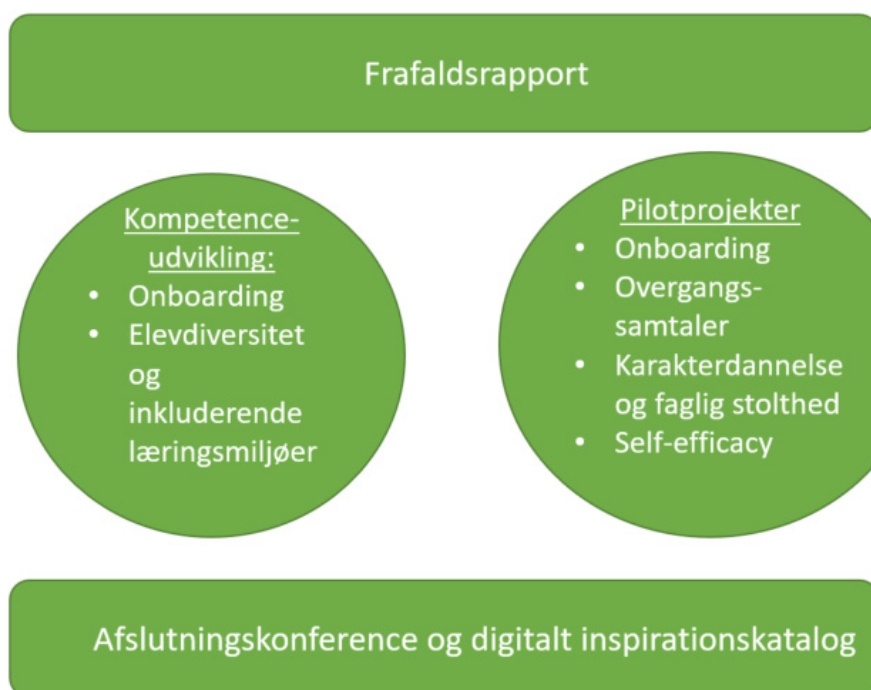 Frafaldsrapport
Kompetence-
udvikling:
• Onboarding
• Elevdiversitet
og
inkluderende
læringsmiljøer
Pilotprojekter
• Onboarding
• Overgangs-
samtaler
• Karakterdannelse
og faglig stolthed
• Self-efficacy
Afslutningskonference og digitalt inspirationskatalog